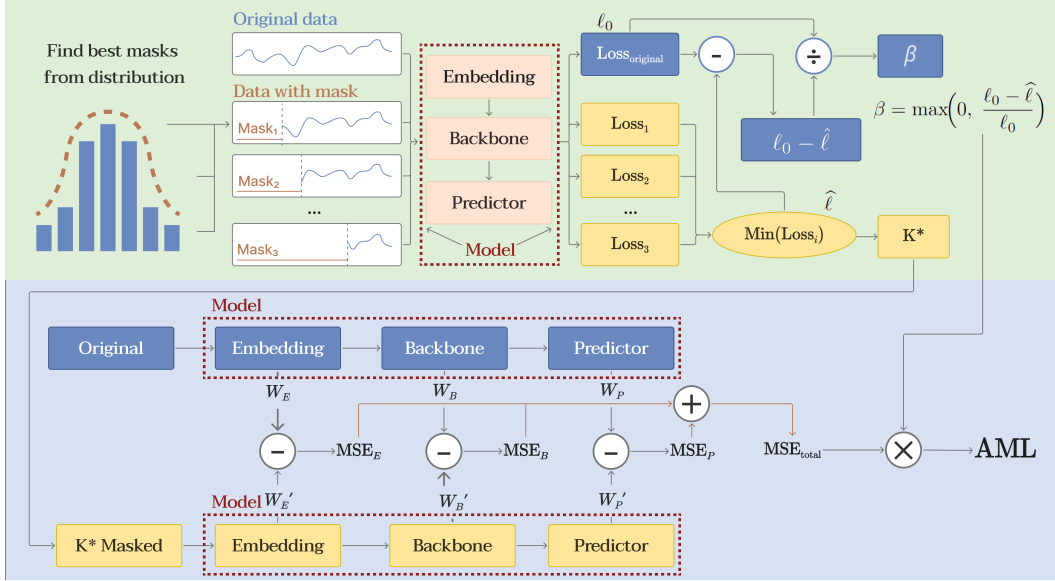 Original data
Find best masks
from distribution
Data with mask
Mask₁
Mask₂
...
Mask₃
Embedding
Backbone
Predictor
Model
ℓ₀
Loss_original
Loss₁
Loss₂
...
Loss₃
-
÷
β
ℓ₀ - ℓ̂
β = max(0, (ℓ₀ - ℓ̂)/ℓ₀)
ℓ̂
Min(Lossᵢ)
K*
Model
Original
Embedding
Backbone
Predictor
W_E
W_B
W_P
+
-
MSE_E
-
MSE_B
-
MSE_P
MSE_total
×
AML
W_E′
W_B′
W_P′
Model
K* Masked
Embedding
Backbone
Predictor